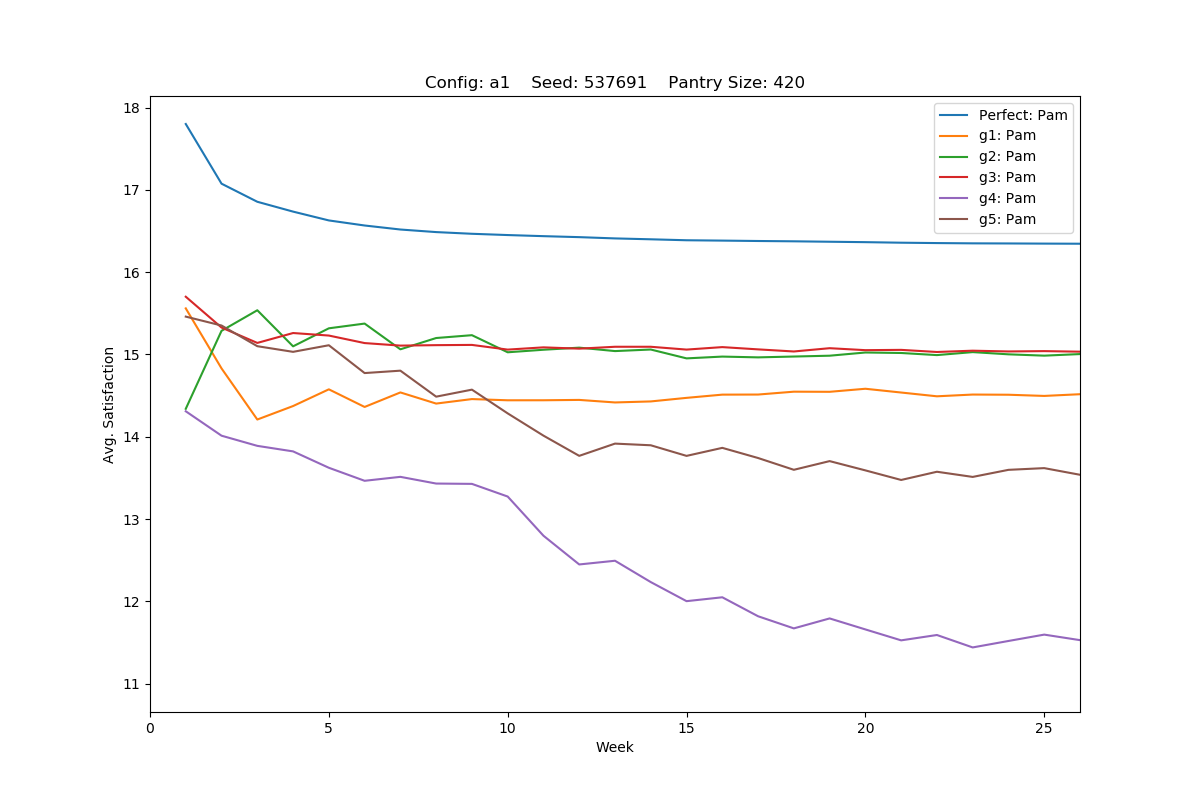 Config: a1    Seed: 537691    Pantry Size: 420
Perfect: Pam
g1: Pam
g2: Pam
g3: Pam
g4: Pam
g5: Pam
Avg. Satisfaction
18
17
16
15
14
13
12
11
0 5 10 15 20 25
Week